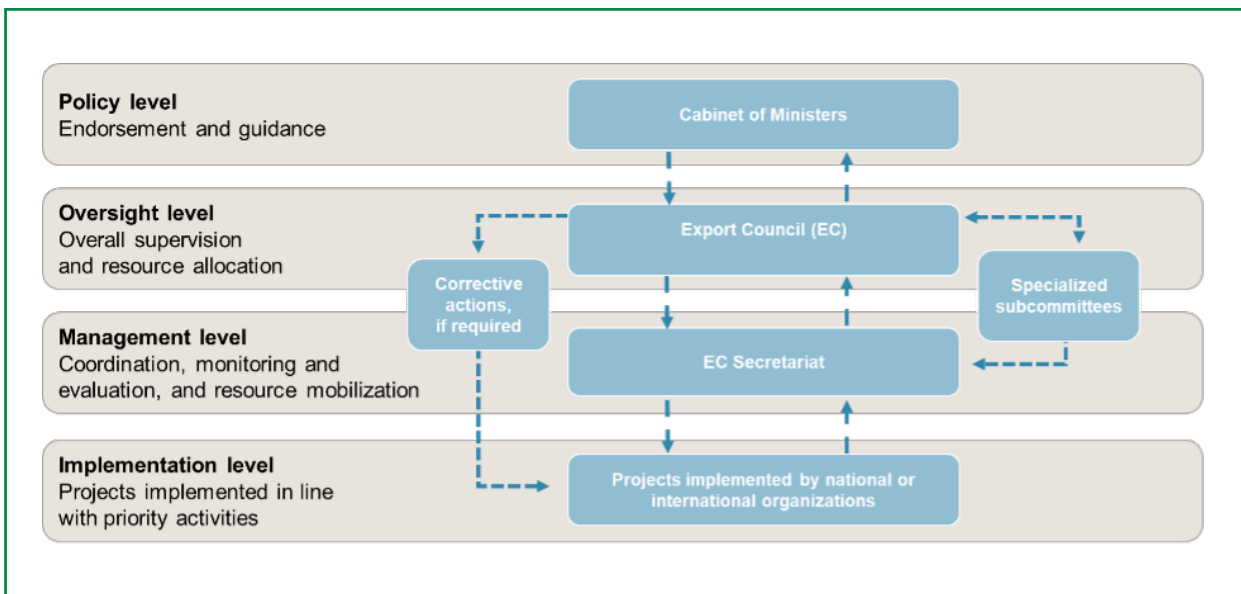 Policy level
Endorsement and guidance
Cabinet of Ministers
Oversight level
Overall supervision
and resource allocation
Export Council (EC)
Corrective
actions,
if required
Specialized
subcommittees
Management level
Coordination, monitoring and
evaluation, and resource mobilization
EC Secretariat
Implementation level
Projects implemented in line
with priority activities
Projects implemented by national or
international organizations